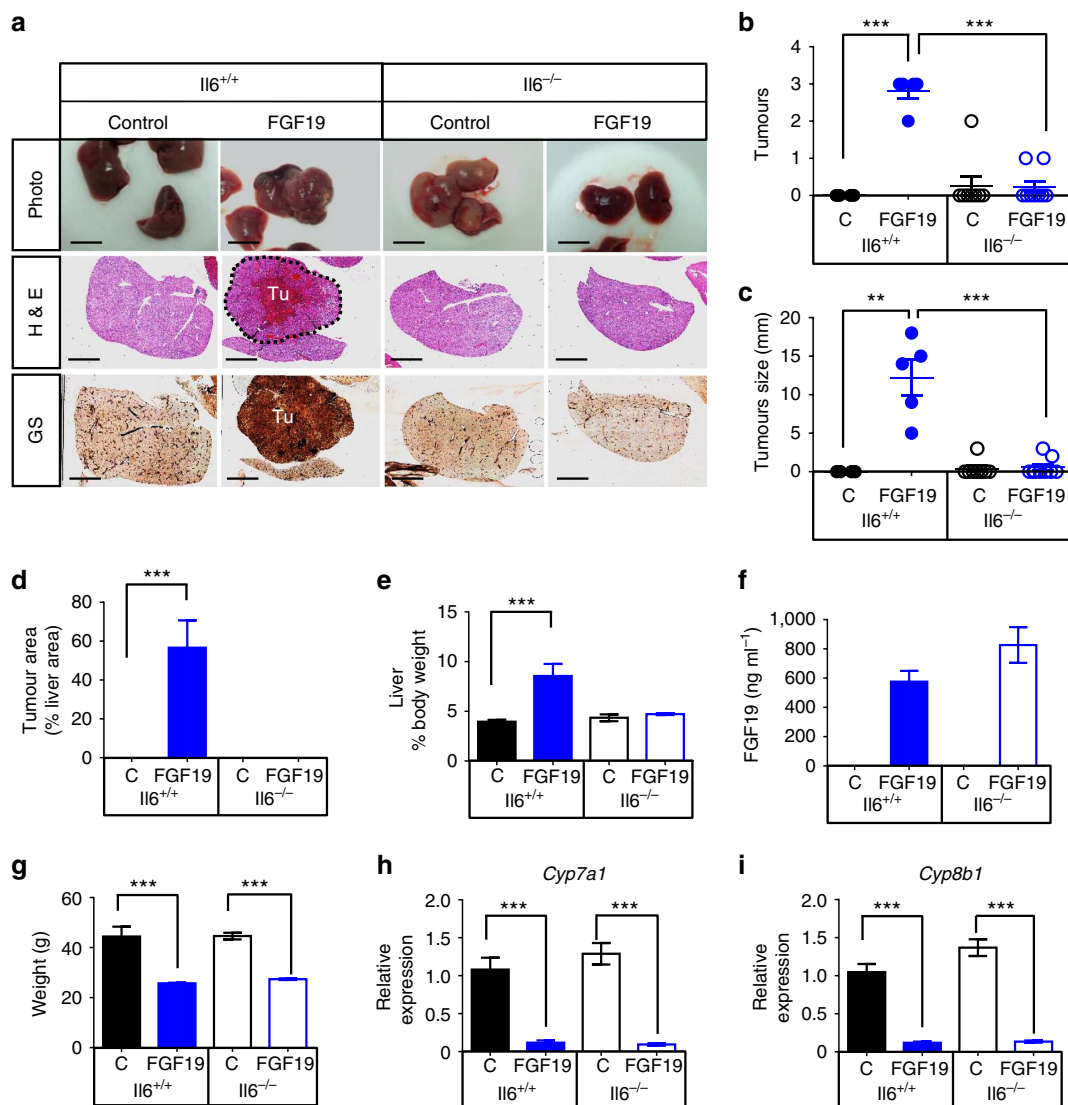 a
Il6+/+
Il6−/−
Control
FGF19
Control
FGF19
Photo
H & E
Tu
GS
Tu
b
***
***
Tumours
4
3
2
1
0
C
FGF19
C
FGF19
Il6+/+
Il6−/−
c
**
***
Tumours size (mm)
20
15
10
5
0
C
FGF19
C
FGF19
Il6+/+
Il6−/−
d
***
Tumour area
(% liver area)
80
60
40
20
0
C
FGF19
C
FGF19
Il6+/+
Il6−/−
e
***
Liver
% body weight
15
10
5
0
C
FGF19
C
FGF19
Il6+/+
Il6−/−
f
FGF19 (ng ml−1)
1,000
800
600
400
200
0
C
FGF19
C
FGF19
Il6+/+
Il6−/−
g
***
***
Weight (g)
60
40
20
0
C
FGF19
C
FGF19
Il6+/+
Il6−/−
h
Cyp7a1
***
***
Relative
expression
2.0
1.5
1.0
0.5
0
C
FGF19
C
FGF19
Il6+/+
Il6−/−
i
Cyp8b1
***
***
Relative
expression
2.0
1.5
1.0
0.5
0
C
FGF19
C
FGF19
Il6+/+
Il6−/−